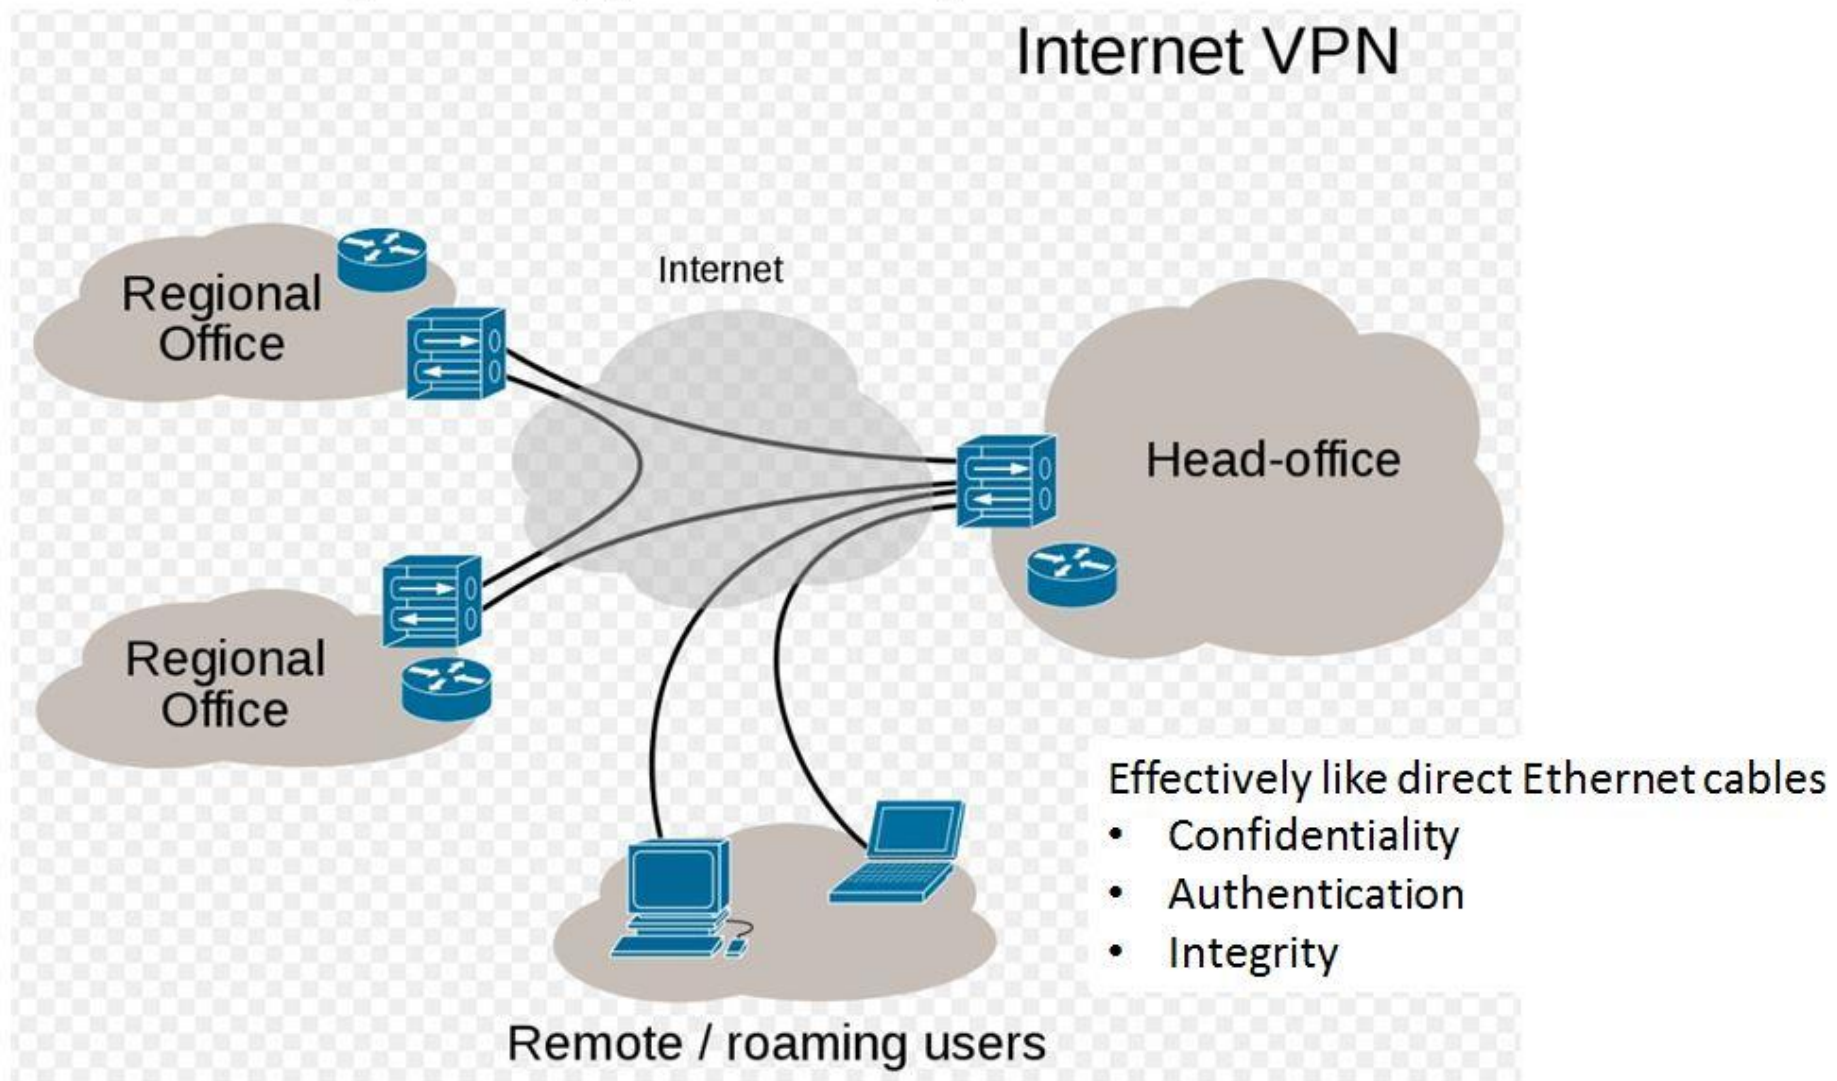 Internet VPN
Regional
Office
Internet
Head-office
Regional
Office
Effectively like direct Ethernet cables
• Confidentiality
• Authentication
• Integrity
Remote / roaming users